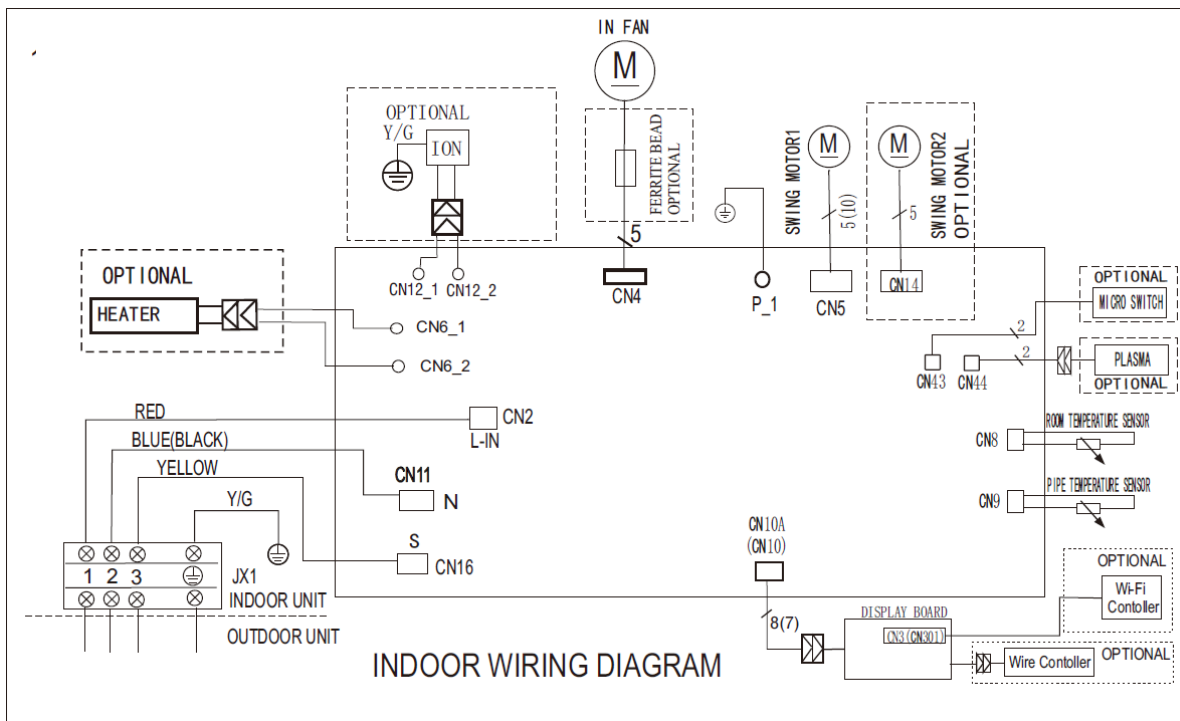 IN FAN
M
OPTIONAL
Y/G
ION
FERRITE BEAD
OPTIONAL
SWING MOTOR1
M
5(10)
M
5
SWING MOTOR2
OPTIONAL
5
CN12_1
CN12_2
CN4
P_1
CN5
CN14
OPTIONAL
HEATER
CN6_1
CN6_2
OPTIONAL
MICRO SWITCH
2
2
PLASMA
OPTIONAL
CN43
CN44
RED
CN2
L-IN
BLUE(BLACK)
CN11
N
YELLOW
Y/G
S
CN16
CN8
ROOM TEMPERATURE SENSOR
CN9
PIPE TEMPERATURE SENSOR
CN10A
(CN10)
1 2 3
JX1
INDOOR UNIT
OUTDOOR UNIT
8(7)
DISPLAY BOARD
CN3(CN301)
OPTIONAL
Wi-Fi
Contoller
Wire Contoller
OPTIONAL
INDOOR WIRING DIAGRAM